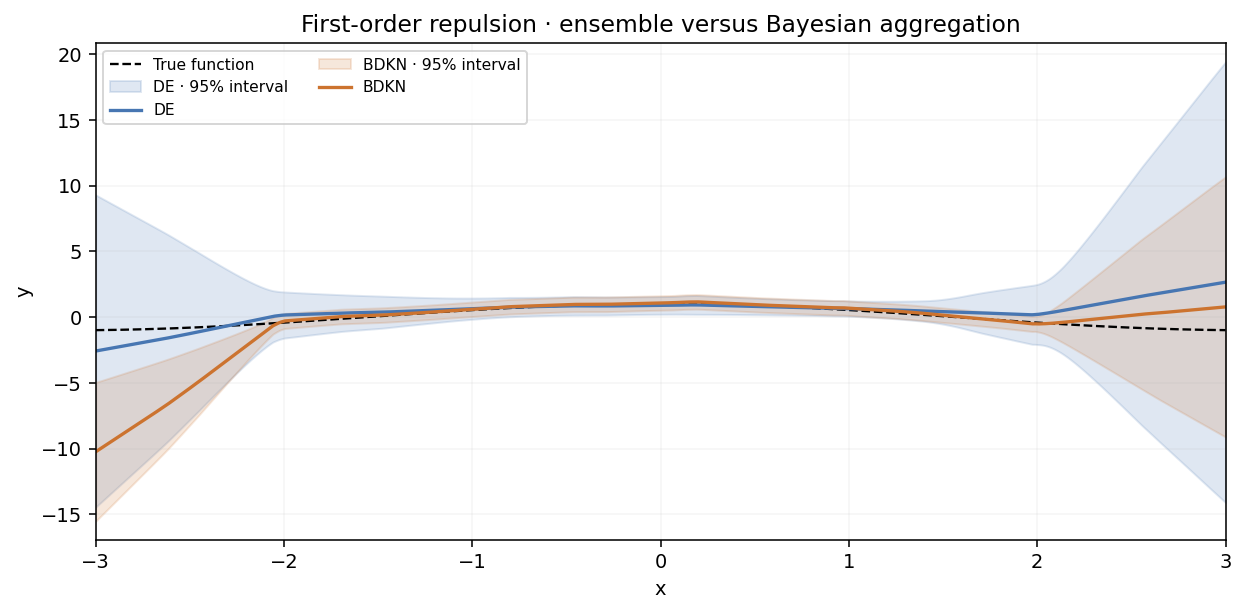 First-order repulsion · ensemble versus Bayesian aggregation
True function
DE · 95% interval
DE
BDKN · 95% interval
BDKN
20
15
10
5
0
−5
−10
−15
y
−3
−2
−1
0
1
2
3
x